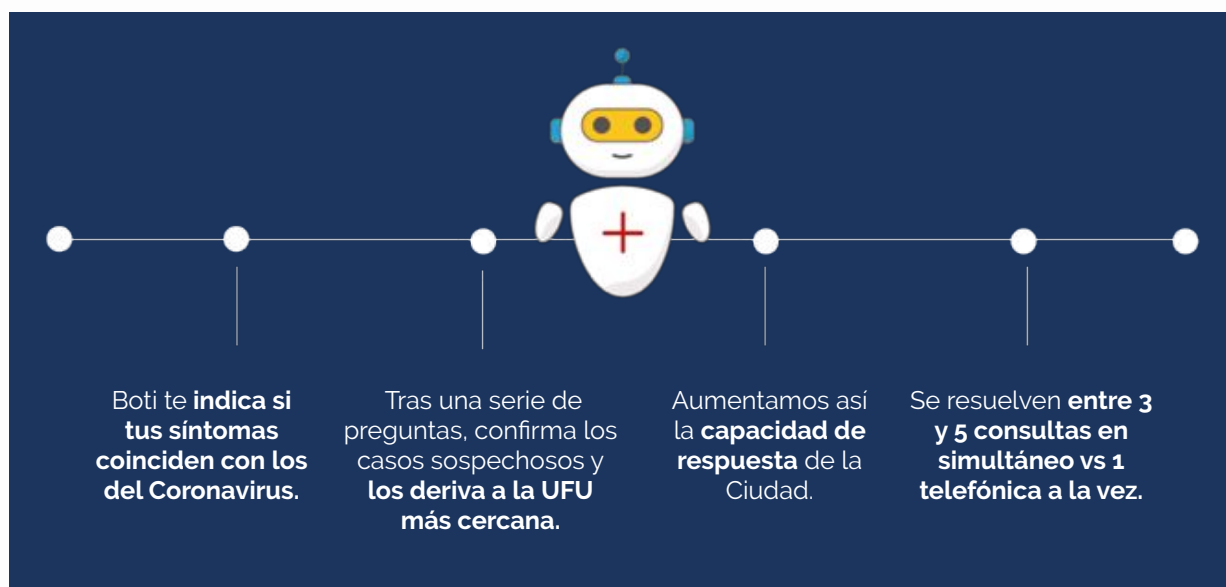 Boti te indica si
tus síntomas
coinciden con los
del Coronavirus.
Tras una serie de
preguntas, confirma los
casos sospechosos y
los deriva a la UFU
más cercana.
Aumentamos así
la capacidad de
respuesta de la
Ciudad.
Se resuelven entre 3
y 5 consultas en
simultáneo vs 1
telefónica a la vez.